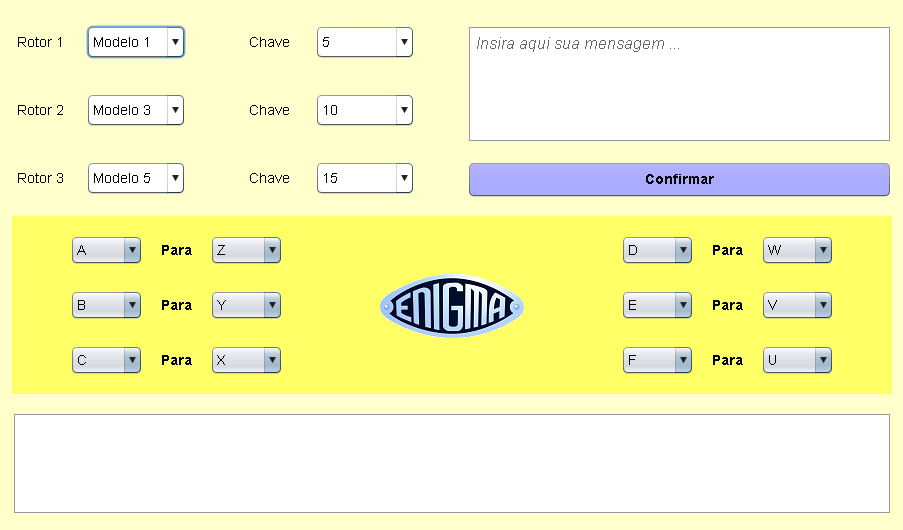 Rotor 1 Modelo 1 Chave 5
Insira aqui sua mensagem ...
Rotor 2 Modelo 3 Chave 10
Rotor 3 Modelo 5 Chave 15
Confirmar
A Para Z
D Para W
B Para Y
ENIGMA
E Para V
C Para X
F Para U